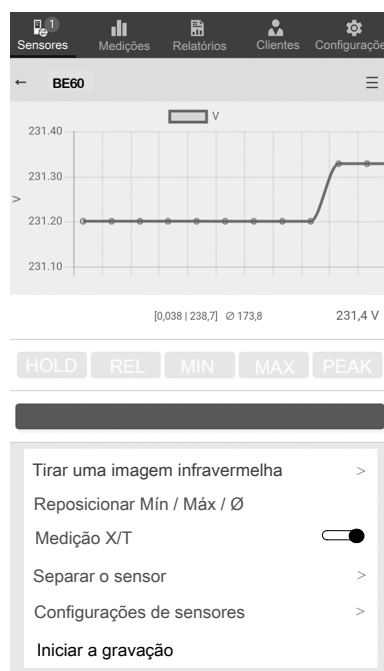 1
Sensores Medições Relatórios Clientes Configuraçõe
← BE60
V
231.40
231.30
V
231.20
231.10
[0,038 | 238,7] Ø 173,8 231,4 V
HOLD REL MIN MAX PEAK
Tirar uma imagem infravermelha >
Reposicionar Mín / Máx / Ø
Medição X/T
Separar o sensor >
Configurações de sensores >
Iniciar a gravação